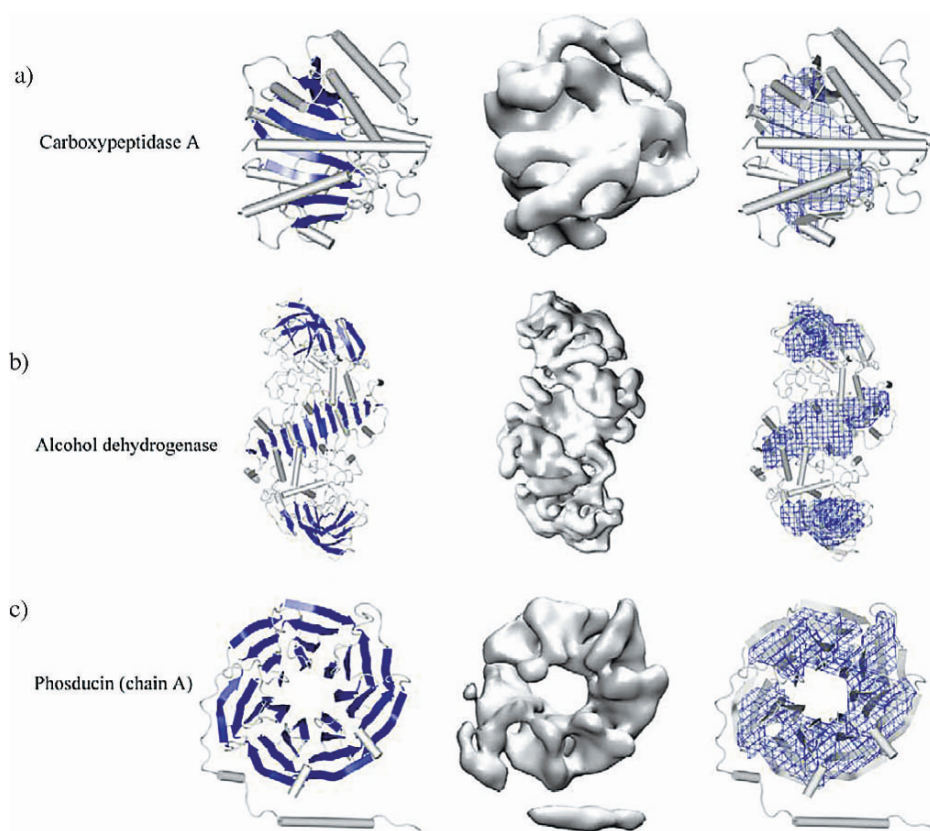 a)
Carboxypeptidase A
b)
Alcohol dehydrogenase
c)
Phosducin (chain A)